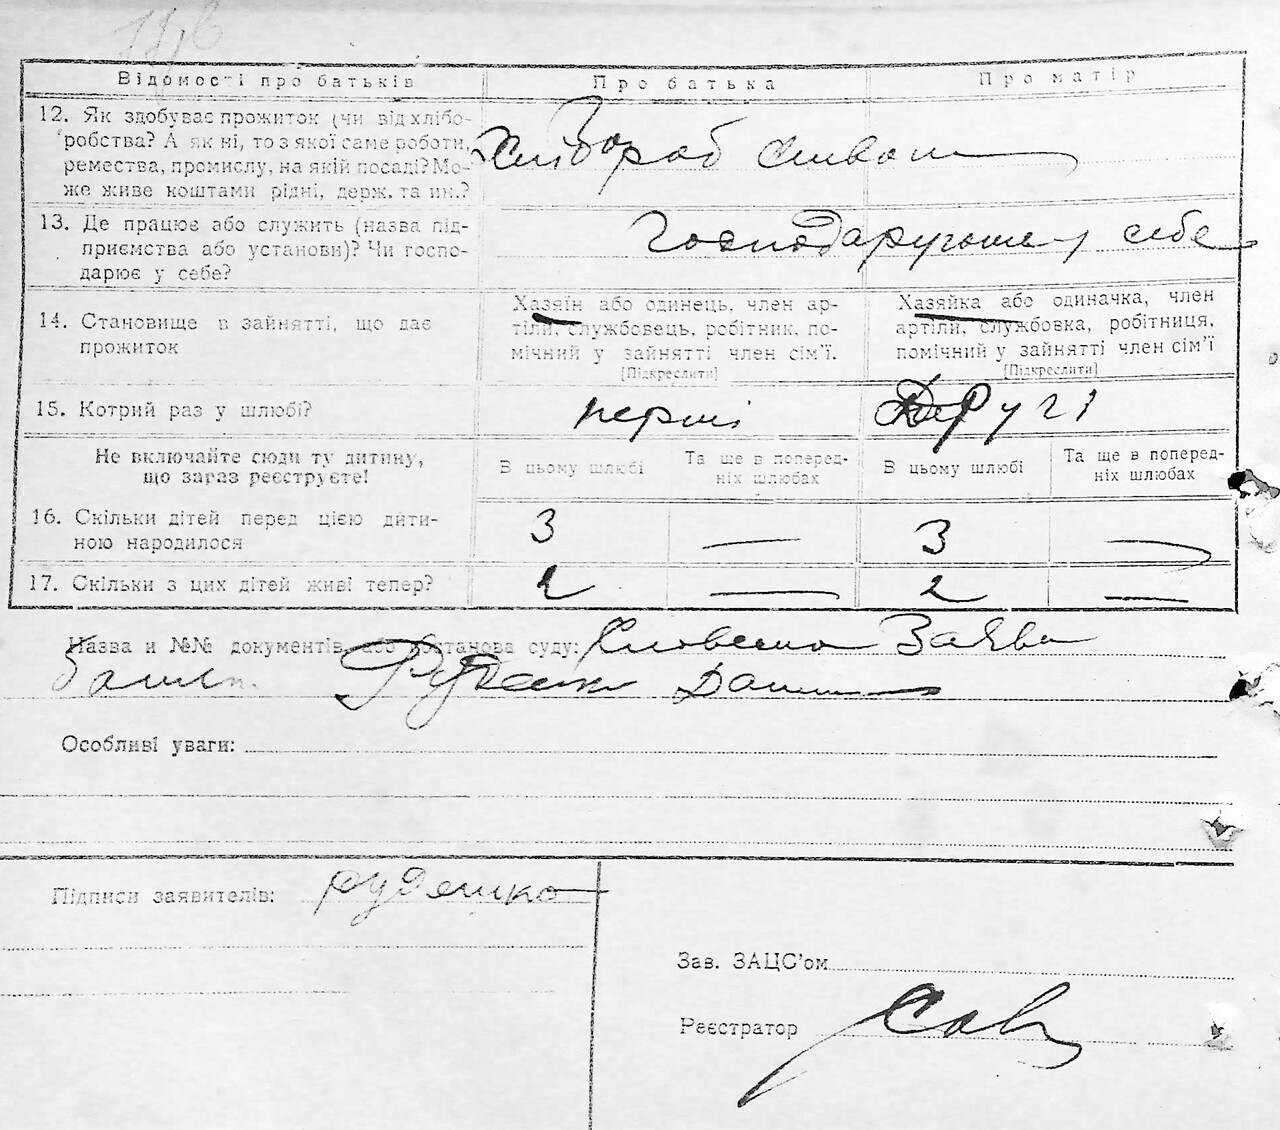 Відомості про батьків
Про батька
Про матір
12. Як здобуває прожиток (чи від хлібо-
робства? А як ні, то з якої саме роботи,
ремества, промислу, на якій посаді? Мо-
же живе коштами рідні, держ. та ин.?
13. Де працює або служить (назва під-
приємства або установи)? Чи госпо-
дарює у себе?
у себе
14. Становище в зайнятті, що дає
прожиток
Хазяїн або одинець, член ар-
тіли, службовець, робітник, по-
мічний у зайнятті член сім'ї.
[Підкреслити]
Хазяйка або одиначка, член
артіли, службовка, робітниця,
помічний у зайнятті член сім'ї
[Підкреслити]
15. Котрий раз у шлюбі?
перші
другі
Не включайте сюди ту дитину,
що зараз реєструєте!
В цьому шлюбі
Та ще в поперед-
ніх шлюбах
В цьому шлюбі
Та ще в поперед-
ніх шлюбах
16. Скільки дітей перед цією дити-
ною народилося
3 — 3 —
17. Скільки з цих дітей живі тепер?
2 — 2 —
Назва и №№ документів, або постанова суду: Словесна Заява
Особливі уваги:
Підписи заявителів: Руденко
Зав. ЗАЦС'ом
Реєстратор